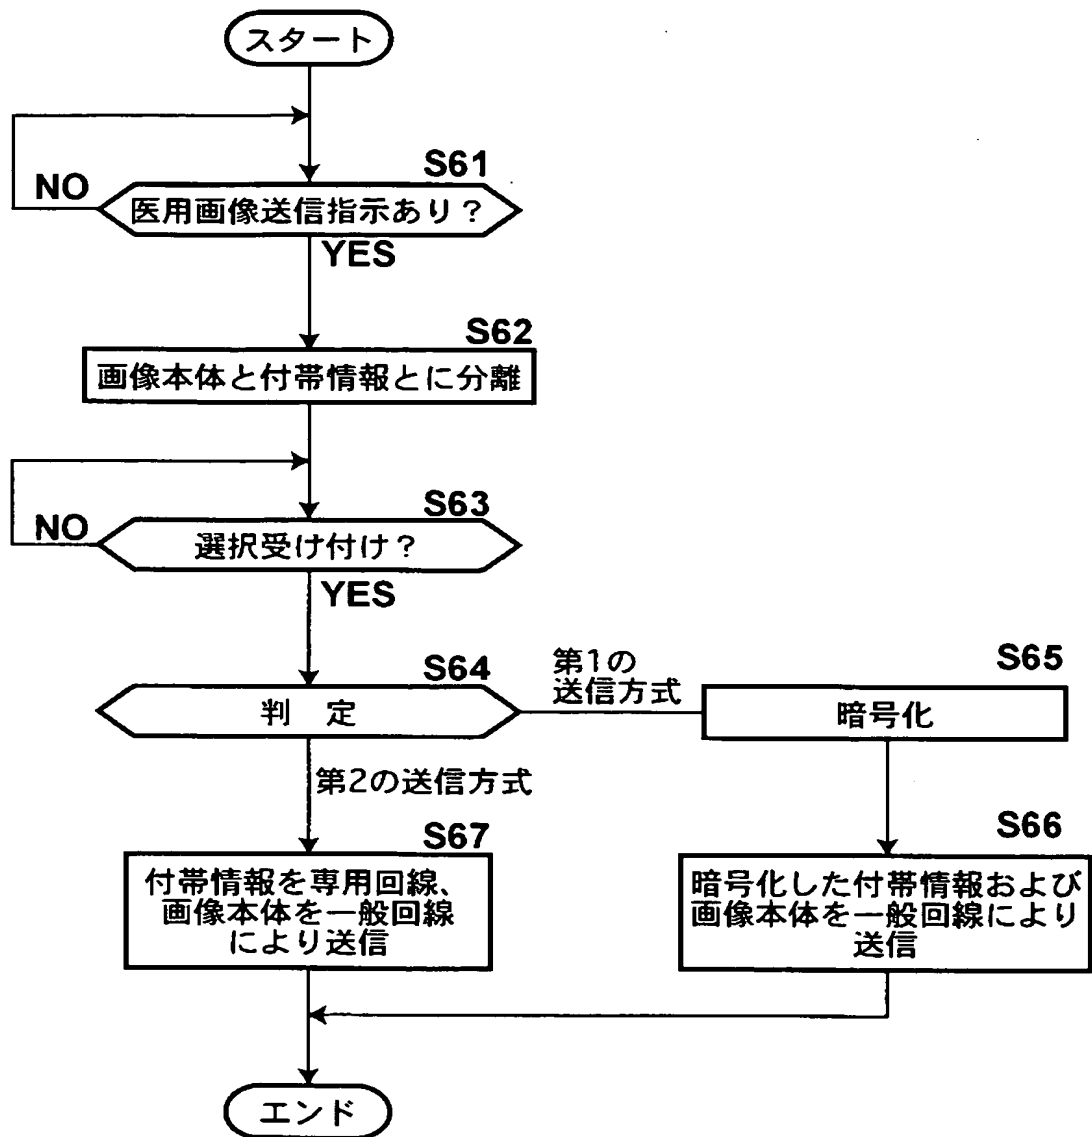 スタート
S61
NO
医用画像送信指示あり？
YES
S62
画像本体と付帯情報とに分離
S63
NO
選択受け付け？
YES
S64
判 定
第1の
送信方式
S65
暗号化
第2の送信方式
S67
付帯情報を専用回線、
画像本体を一般回線
により送信
S66
暗号化した付帯情報および
画像本体を一般回線により
送信
エンド